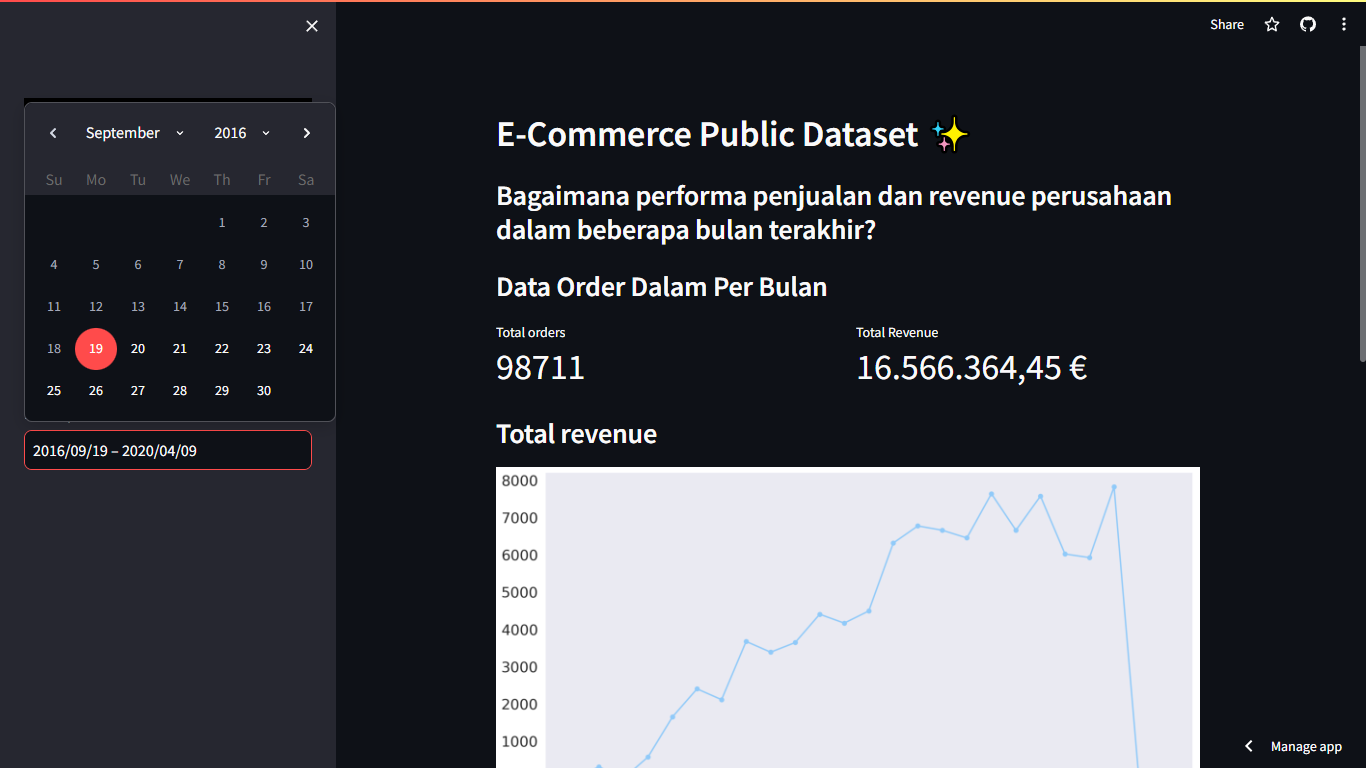 Share
September 2016
Su Mo Tu We Th Fr Sa
1 2 3
4 5 6 7 8 9 10
11 12 13 14 15 16 17
18 19 20 21 22 23 24
25 26 27 28 29 30
2016/09/19 – 2020/04/09
E-Commerce Public Dataset ✨
Bagaimana performa penjualan dan revenue perusahaan
dalam beberapa bulan terakhir?
Data Order Dalam Per Bulan
Total orders
98711
Total Revenue
16.566.364,45 €
Total revenue
8000
7000
6000
5000
4000
3000
2000
1000
Manage app